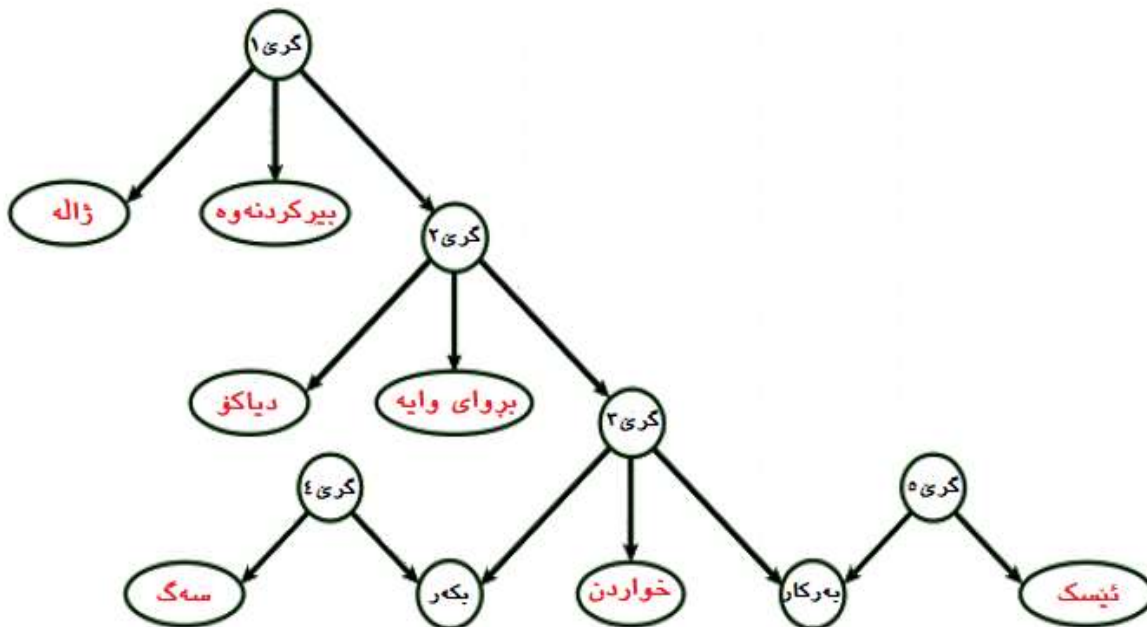 گرێ١
ژاڵە
بیرکردنەوە
گرێ٢
دیاکۆ
بڕوای وایە
گرێ٣
گرێ٤
گرێ٥
سەگ
بکەر
خواردن
بەرکار
ئێسک